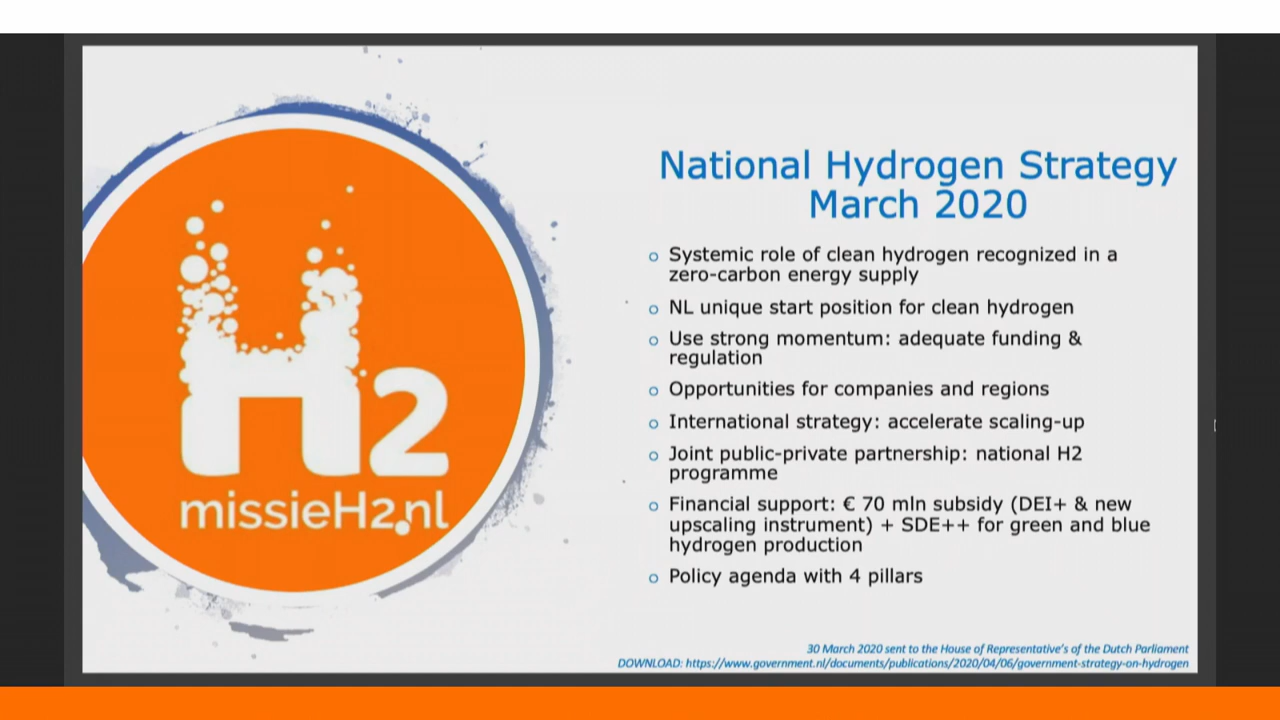 H2
missieH2.nl
National Hydrogen Strategy
March 2020
Systemic role of clean hydrogen recognized in a
zero-carbon energy supply
NL unique start position for clean hydrogen
Use strong momentum: adequate funding &
regulation
Opportunities for companies and regions
International strategy: accelerate scaling-up
Joint public-private partnership: national H2
programme
Financial support: € 70 mln subsidy (DEI+ & new
upscaling instrument) + SDE++ for green and blue
hydrogen production
Policy agenda with 4 pillars
30 March 2020 sent to the House of Representative's of the Dutch Parliament
DOWNLOAD: https://www.government.nl/documents/publications/2020/04/06/government-strategy-on-hydrogen